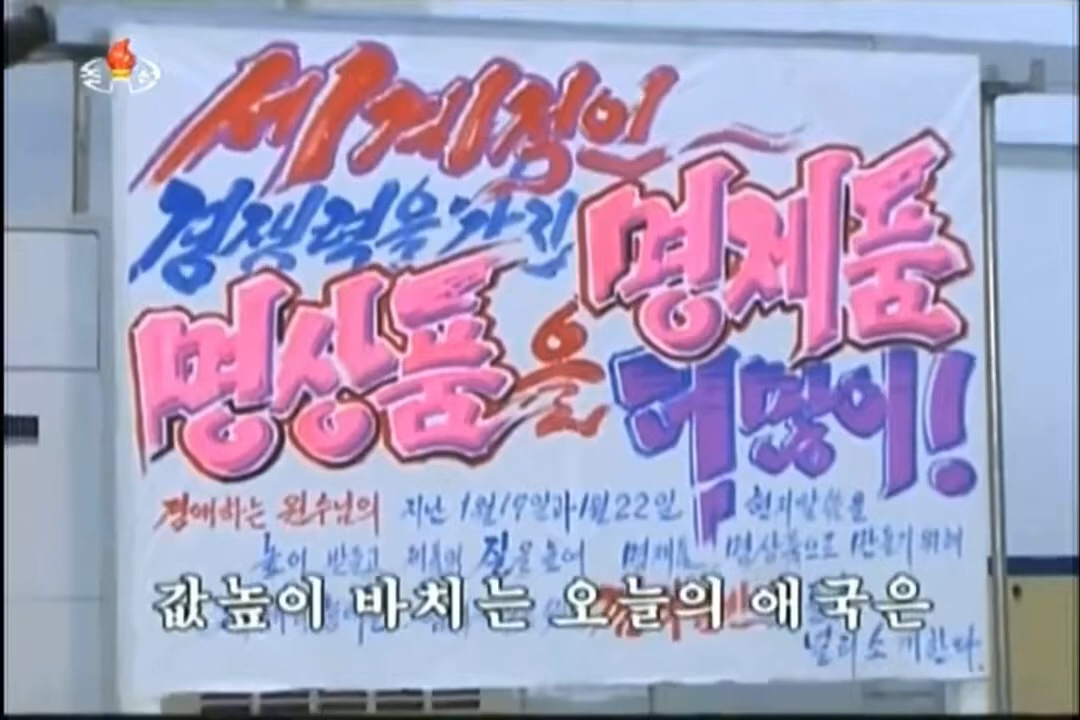 세계적인
경쟁력을 가진 명제품
명상품을 더 많이!
경애하는 원수님의 지난 1월19일과 1월22일 현지말씀을
높이 받들고 제품의 질을 높여 명제품, 명상품으로 만들기 위해
값높이 바치는 오늘의 애국은
널리 소개한다.